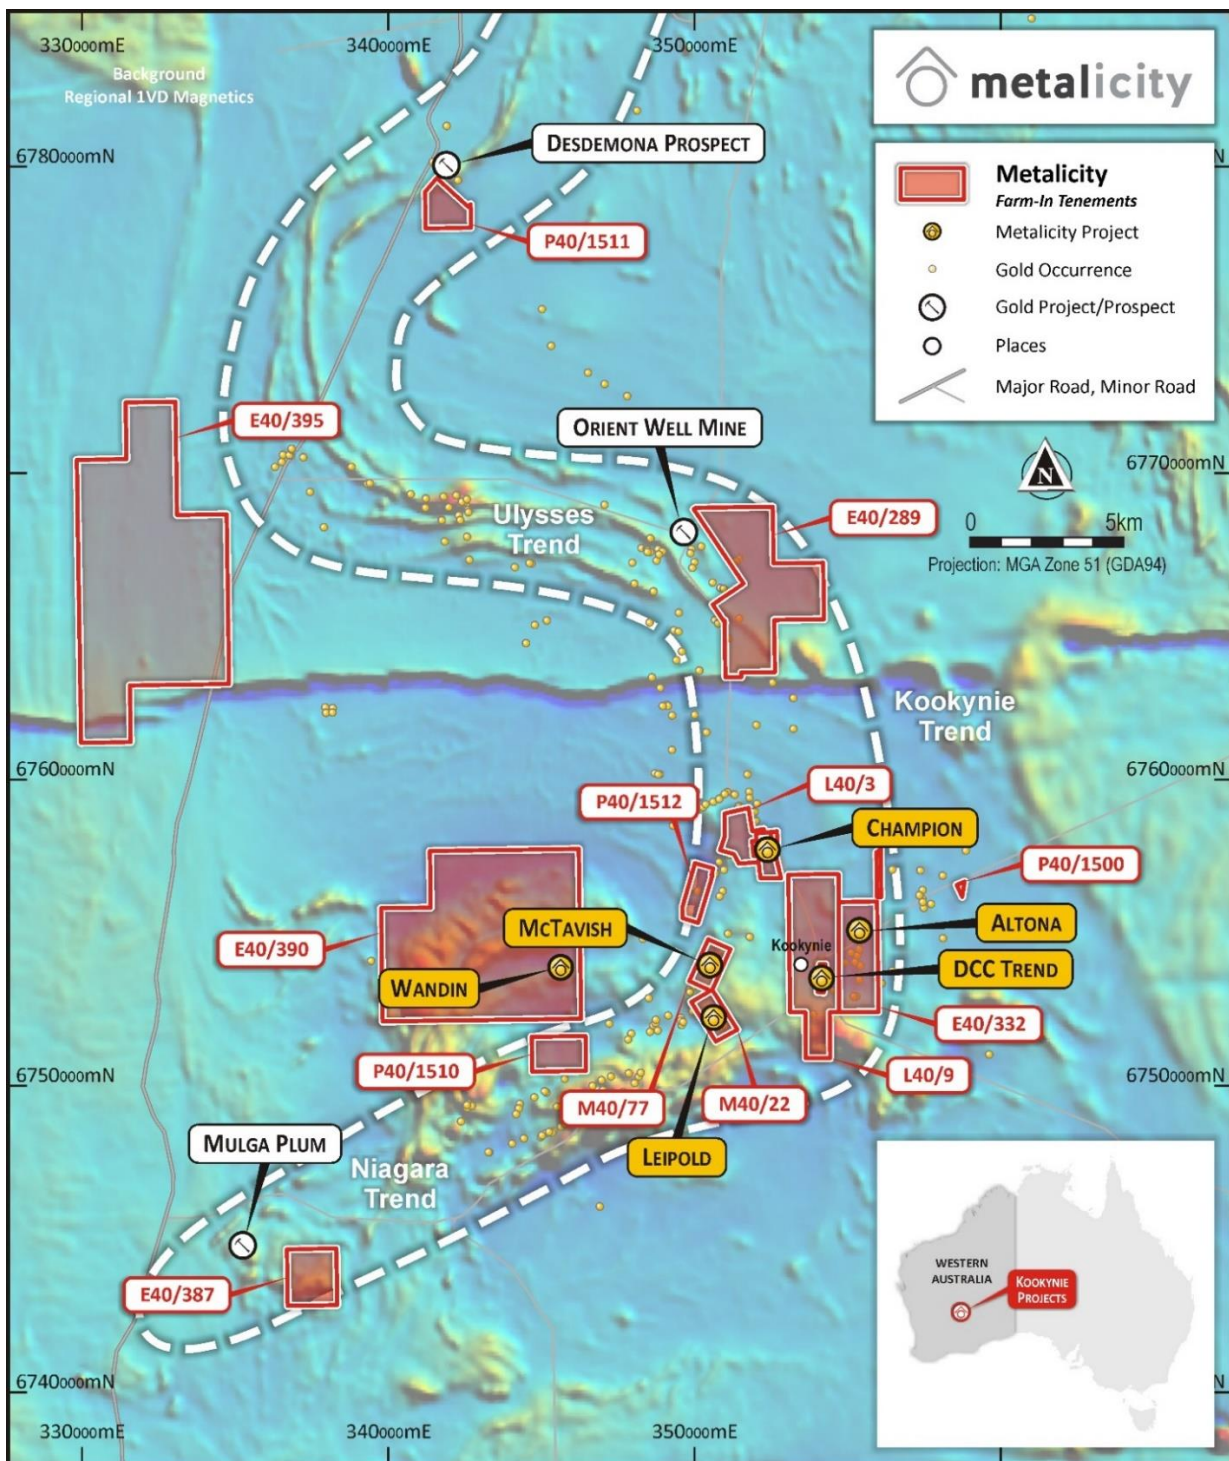 330000mE
340000mE
350000mE
Background
Regional 1VD Magnetics
metalicity
6780000mN
DESDEMONA PROSPECT
P40/1511
Metalicity
Farm-In Tenements
Metalicity Project
Gold Occurrence
Gold Project/Prospect
Places
Major Road, Minor Road
E40/395
ORIENT WELL MINE
6770000mN
N
Ulysses
Trend
E40/289
0
5km
Projection: MGA Zone 51 (GDA94)
Kookynie
Trend
6760000mN
6760000mN
P40/1512
L40/3
CHAMPION
P40/1500
E40/390
MCTAVISH
Kookynie
ALTONA
WANDIN
DCC TREND
E40/332
P40/1510
L40/9
6750000mN
6750000mN
M40/77
M40/22
MULGA PLUM
LEIPOLD
Niagara
Trend
E40/387
WESTERN
AUSTRALIA
KOOKYNIE
PROJECTS
6740000mN
N
330000mE
340000mE
350000mE